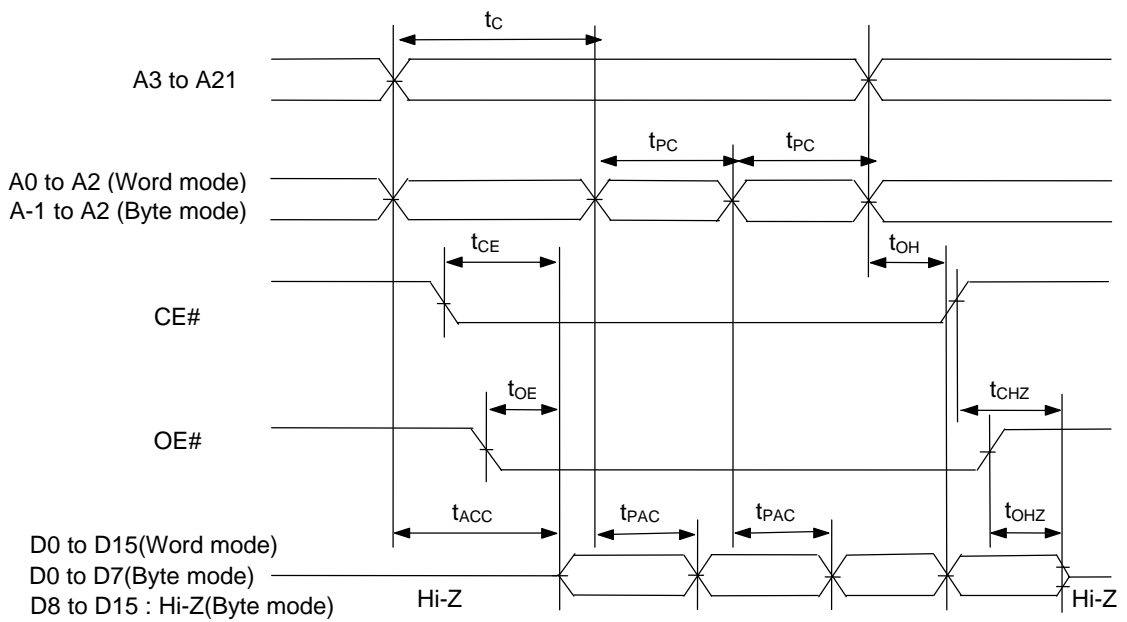 tC
A3 to A21
tPC
tPC
A0 to A2 (Word mode)
A-1 to A2 (Byte mode)
tCE
tOH
CE#
tOE
tCHZ
OE#
tACC
tPAC
tPAC
tOHZ
D0 to D15(Word mode)
D0 to D7(Byte mode)
D8 to D15 : Hi-Z(Byte mode)
Hi-Z
Hi-Z